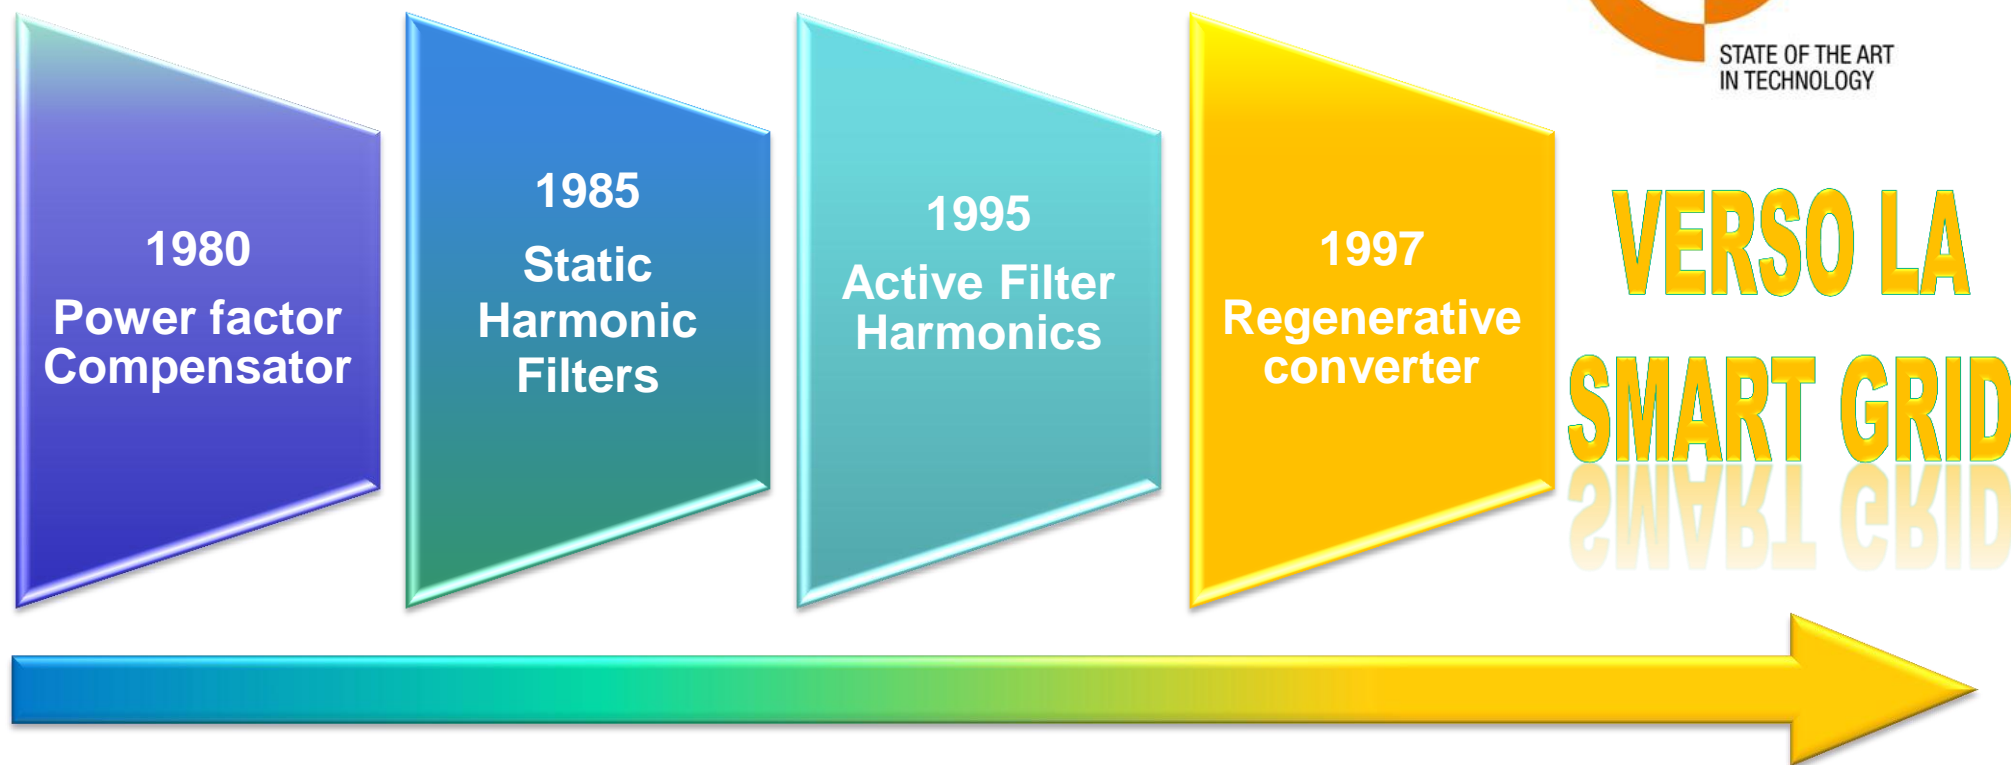 STATE OF THE ART
IN TECHNOLOGY
1980
Power factor
Compensator
1985
Static
Harmonic
Filters
1995
Active Filter
Harmonics
1997
Regenerative
converter
VERSO LA
SMART GRID